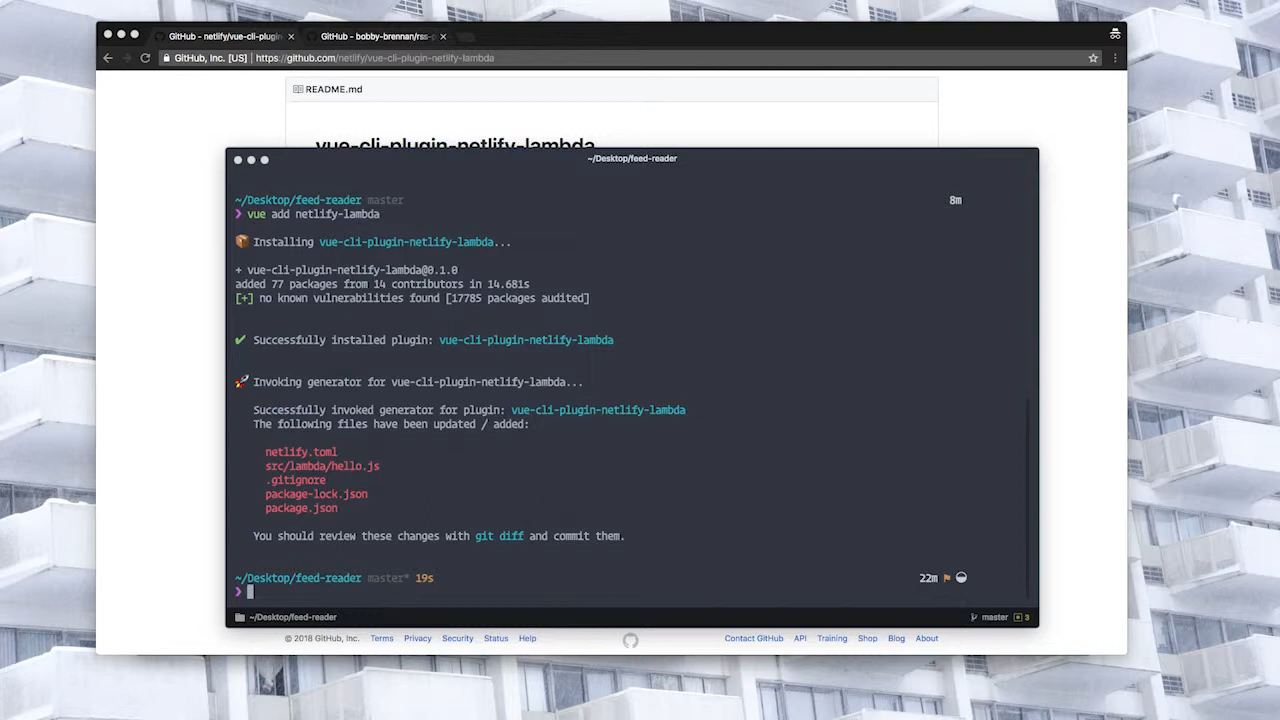 GitHub - netlify/vue-cli-plugin
GitHub - bobby-brennan/rss-p
GitHub, Inc. [US] | https://github.com/netlify/vue-cli-plugin-netlify-lambda
README.md
vue-cli-plugin-netlify-lambda
~/Desktop/feed-reader
~/Desktop/feed-reader master 8m
❯ vue add netlify-lambda
📦 Installing vue-cli-plugin-netlify-lambda...
+ vue-cli-plugin-netlify-lambda@0.1.0
added 77 packages from 14 contributors in 14.681s
[+] no known vulnerabilities found [17785 packages audited]
✔ Successfully installed plugin: vue-cli-plugin-netlify-lambda
🚀 Invoking generator for vue-cli-plugin-netlify-lambda...
Successfully invoked generator for plugin: vue-cli-plugin-netlify-lambda
The following files have been updated / added:
netlify.toml
src/lambda/hello.js
.gitignore
package-lock.json
package.json
You should review these changes with git diff and commit them.
~/Desktop/feed-reader master* 19s 22m
❯
~/Desktop/feed-reader master 3
© 2018 GitHub, Inc. Terms Privacy Security Status Help Contact GitHub API Training Shop Blog About